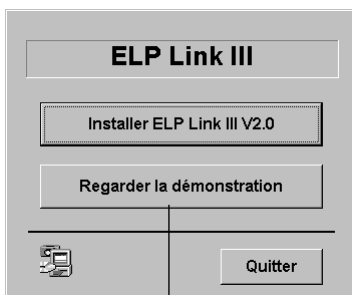 ELP Link III
Installer ELP Link III V2.0
Regarder la démonstration
Quitter